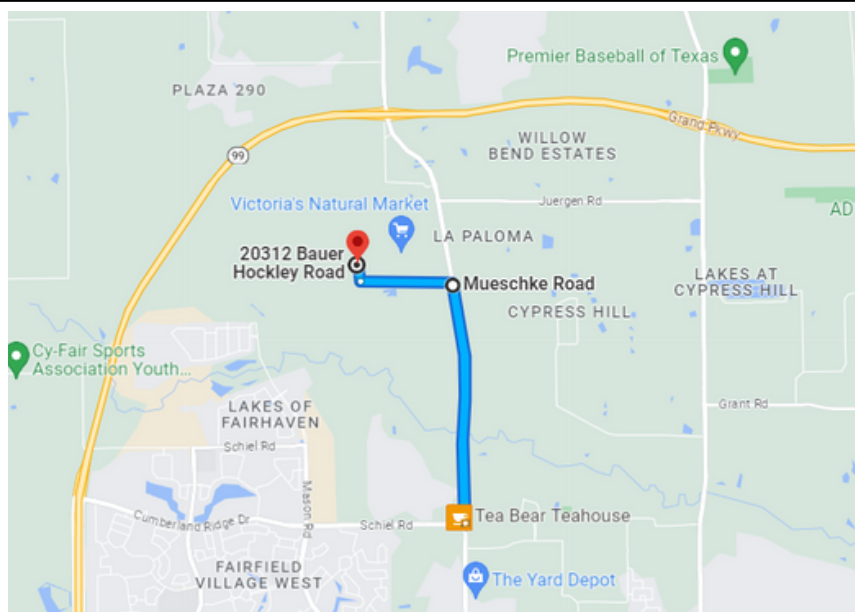 Premier Baseball of Texas
PLAZA 290
Grand Pkwy
99
WILLOW
BEND ESTATES
Victoria's Natural Market
Juergen Rd
AD
LA PALOMA
20312 Bauer
Hockley Road
Mueschke Road
LAKES AT
CYPRESS HILL
CYPRESS HILL
Cy-Fair Sports
Association Youth...
LAKES OF
FAIRHAVEN
Grant Rd
Schiel Rd
Mason Rd
Cumberland Ridge Dr
Schiel Rd
Tea Bear Teahouse
FAIRFIELD
VILLAGE WEST
The Yard Depot